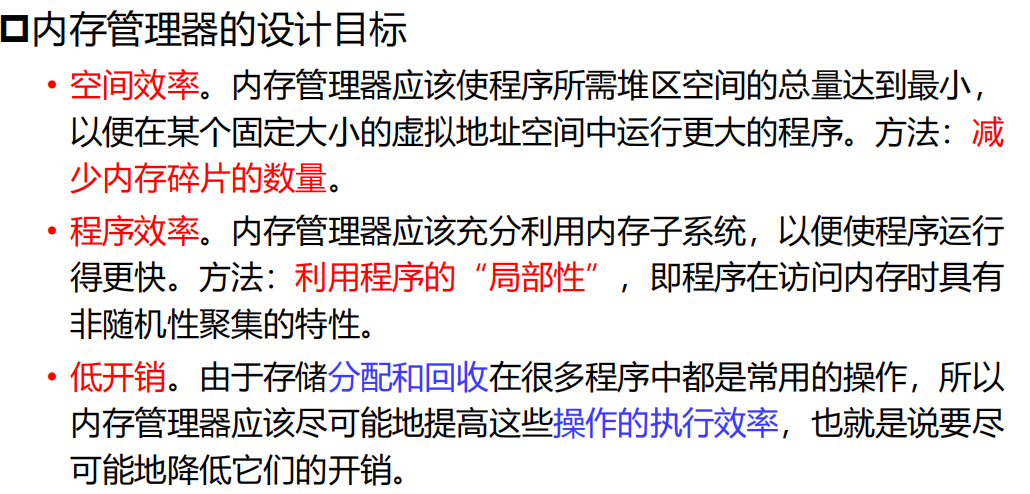 内存管理器的设计目标
• 空间效率。内存管理器应该使程序所需堆区空间的总量达到最小，
以便在某个固定大小的虚拟地址空间中运行更大的程序。方法：减
少内存碎片的数量。
• 程序效率。内存管理器应该充分利用内存子系统，以便使程序运行
得更快。方法：利用程序的“局部性”，即程序在访问内存时具有
非随机性聚集的特性。
• 低开销。由于存储分配和回收在很多程序中都是常用的操作，所以
内存管理器应该尽可能地提高这些操作的执行效率，也就是说要尽
可能地降低它们的开销。